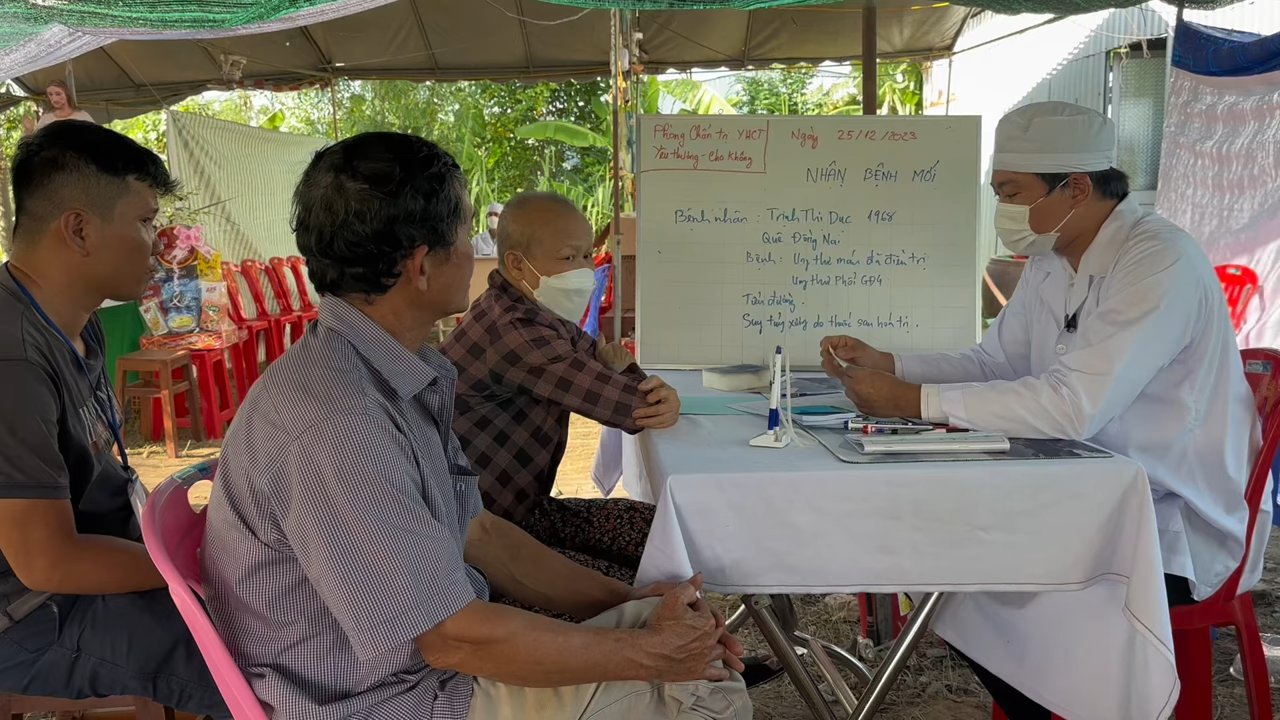 Phòng Chẩn trị YHCT
Yêu thương - Cho không
Ngày 25/12/2023
NHẬN BỆNH MỚI
Bệnh nhân : Trịnh Thị Dục 1968
Quê Đồng Nai
Bệnh : Ung thư máu đã điều trị
Ung thư Phổi GĐ4
Tiểu đường.
Suy tủy xương do thuốc sau hóa trị.